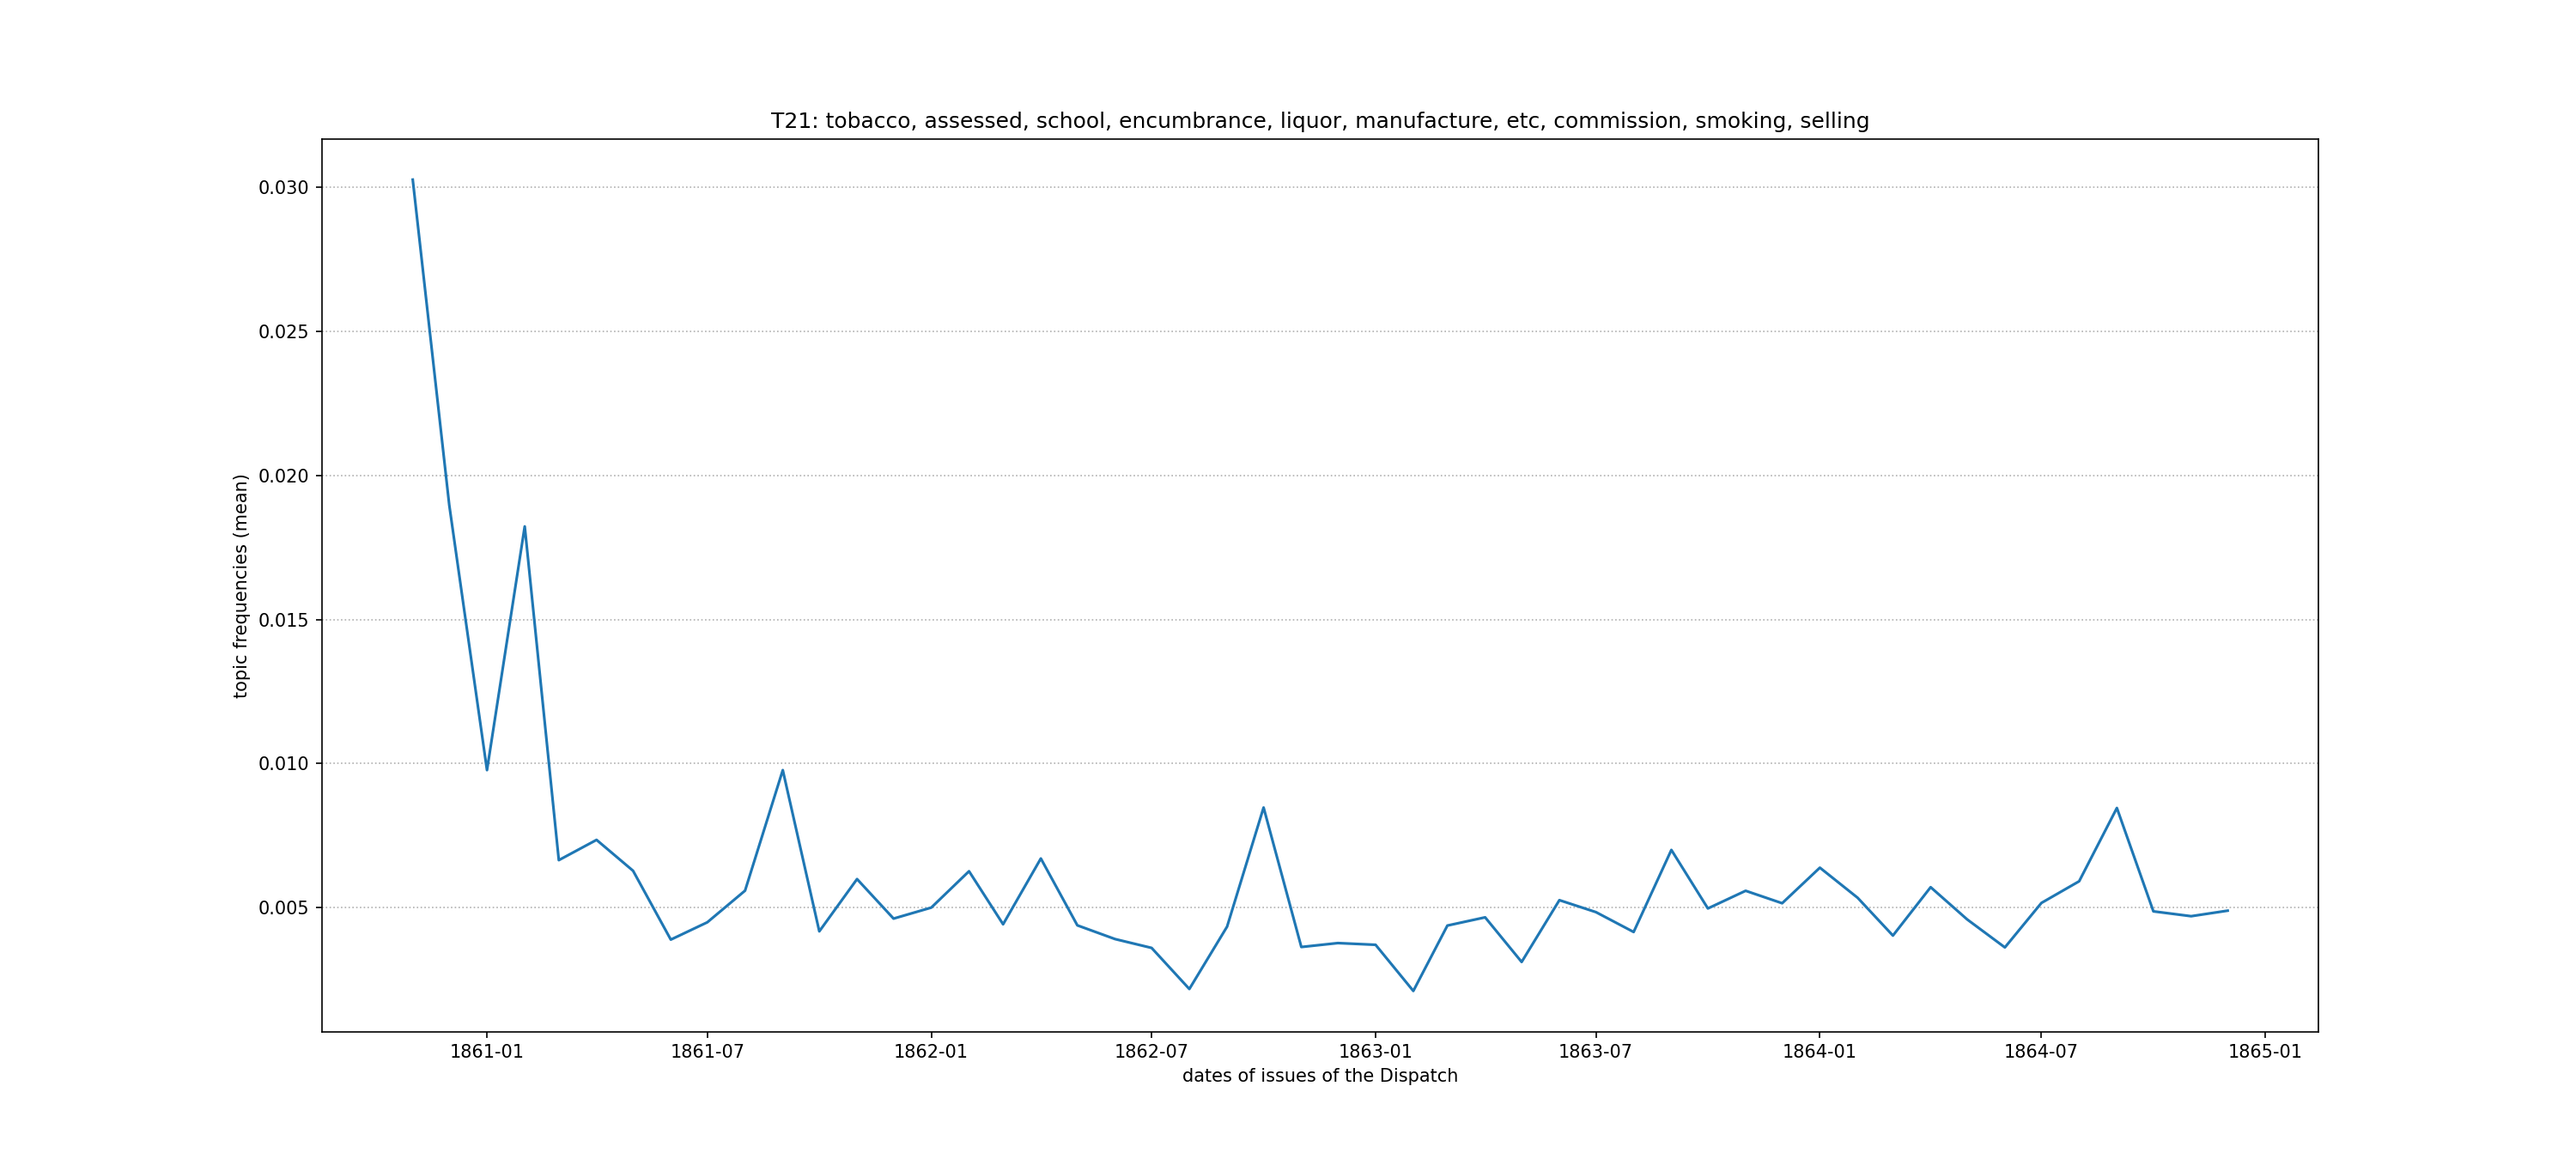 T21: tobacco, assessed, school, encumbrance, liquor, manufacture, etc, commission, smoking, selling
topic frequencies (mean)
0.030
0.025
0.020
0.015
0.010
0.005
1861-01 1861-07 1862-01 1862-07 1863-01 1863-07 1864-01 1864-07 1865-01
dates of issues of the Dispatch